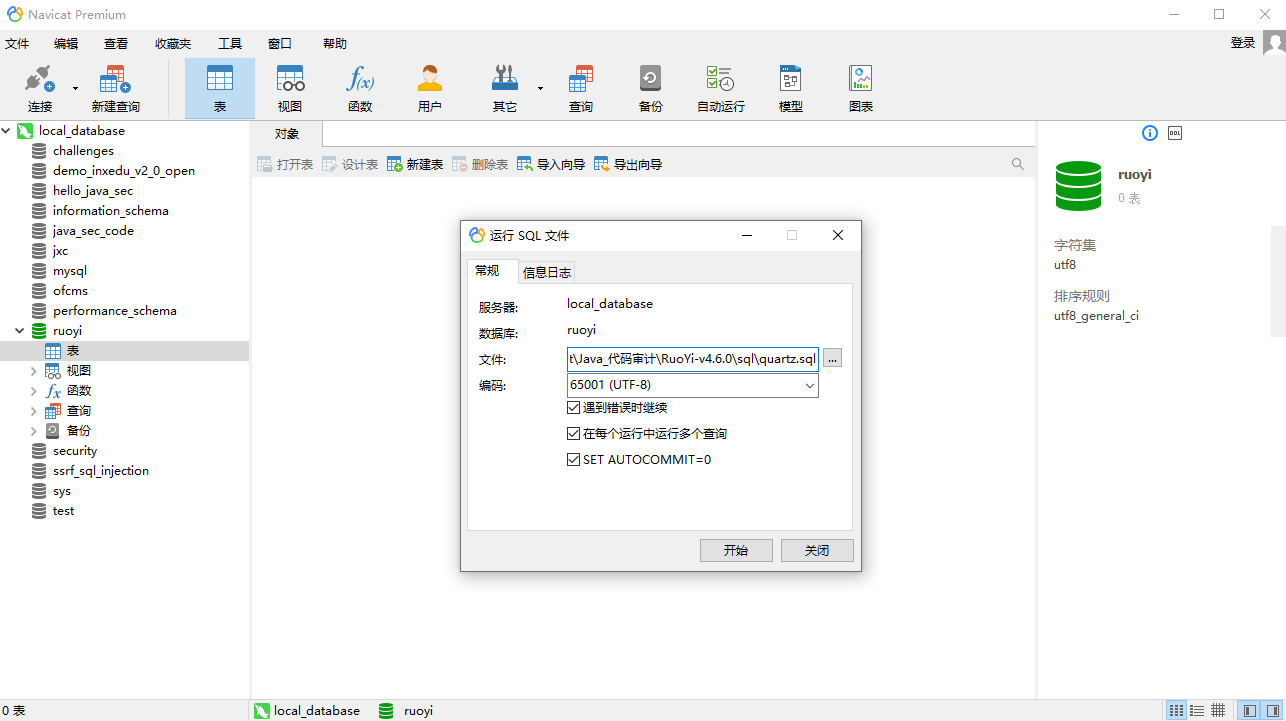 Navicat Premium
文件 编辑 查看 收藏夹 工具 窗口 帮助 登录
连接 新建查询 表 视图 函数 用户 其它 查询 备份 自动运行 模型 图表
f(x)
local_database
challenges
demo_inxedu_v2_0_open
hello_java_sec
information_schema
java_sec_code
jxc
mysql
ofcms
performance_schema
ruoyi
表
视图
fx 函数
查询
备份
security
ssrf_sql_injection
sys
test
对象
打开表 设计表 新建表 删除表 导入向导 导出向导
运行 SQL 文件
常规 信息日志
服务器: local_database
数据库: ruoyi
文件: t\Java_代码审计\RuoYi-v4.6.0\sql\quartz.sql ...
编码: 65001 (UTF-8)
遇到错误时继续
在每个运行中运行多个查询
SET AUTOCOMMIT=0
开始 关闭
DDL
ruoyi
0 表
字符集
utf8
排序规则
utf8_general_ci
0 表 local_database ruoyi